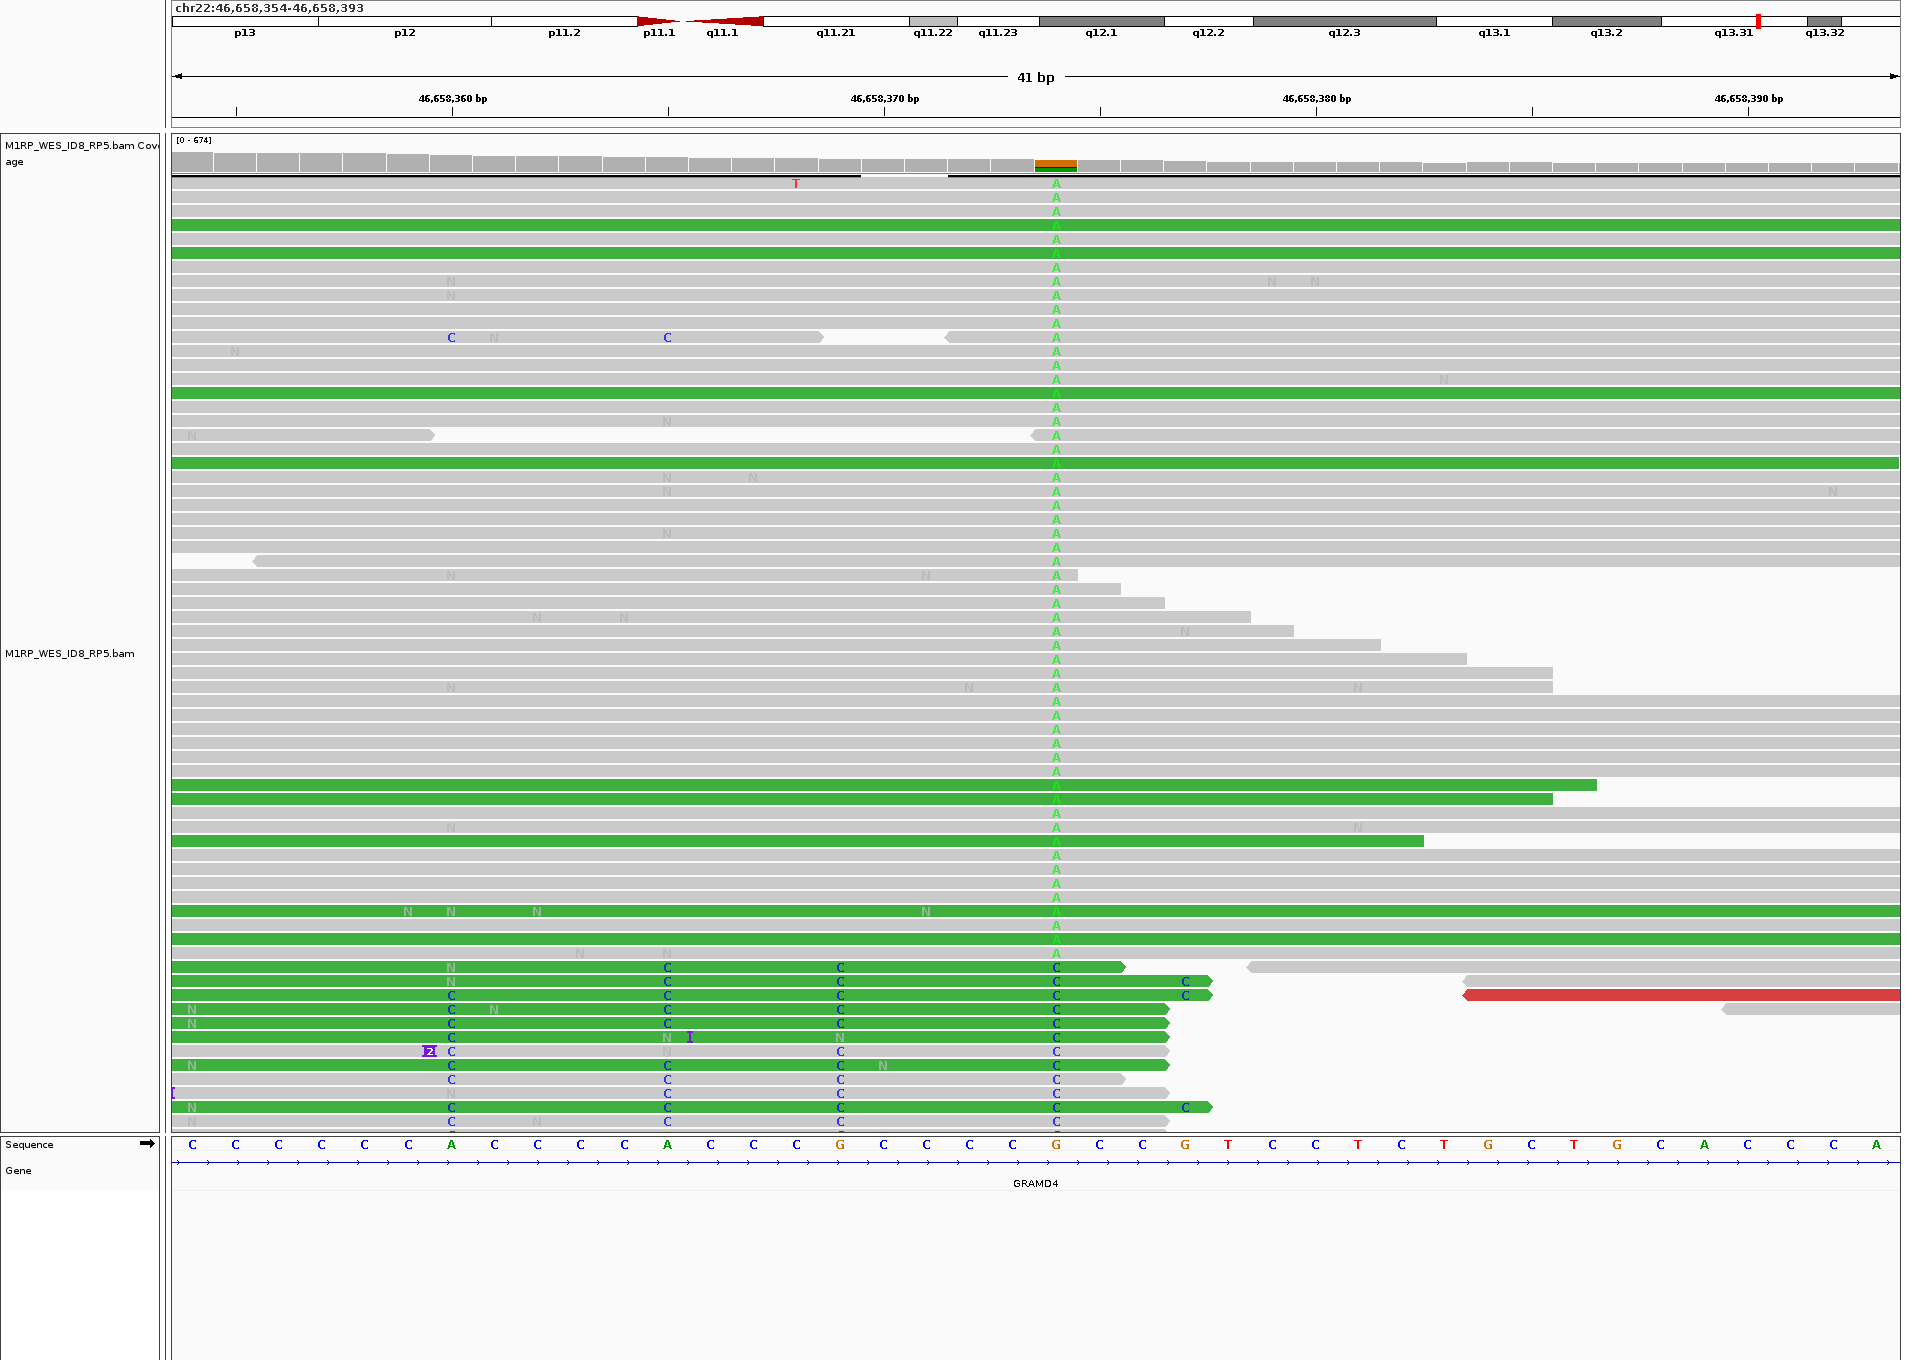 chr22:46,658,354-46,658,393
p13 p12 p11.2 p11.1 q11.1 q11.21 q11.22 q11.23 q12.1 q12.2 q12.3 q13.1 q13.2 q13.31 q13.32
41 bp
46,658,360 bp 46,658,370 bp 46,658,380 bp 46,658,390 bp
[0 - 674]
M1RP_WES_ID8_RP5.bam Cov
age
T A
A
A
A
A
A
A
N A N N
N A
A
A
C N C A
N A
A
A N
A
A
N A
N A
A
A
N N A
N A N
A
N A
A
A
N N A
A
A
N N A
A N
A
M1RP_WES_ID8_RP5.bam A
A
N N A N
A
A
A
A
A
A
A
A
A
N A N
A
A
A
A
A
N N N N A
A
A
N N A
N C C C
N C C C C
C C C C C
N C N C C C
N C C C C
C N I N C
2 C N C C
N C C C N C
C C C C
N C C C
N C C C C C
N C N C C C
Sequence C C C C C C A C C C C A C C C G C C C C G C C G T C C T C T G C T G C A C C C A
Gene
GRAMD4